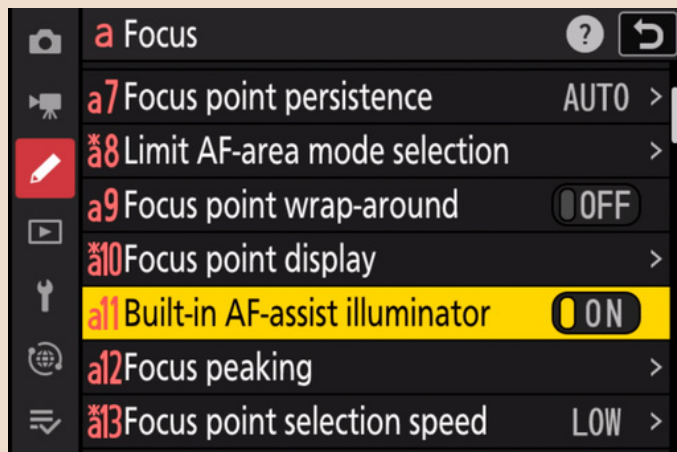 a Focus ?
a7 Focus point persistence AUTO >
*a8 Limit AF-area mode selection >
a9 Focus point wrap-around OFF
*a10 Focus point display >
a11 Built-in AF-assist illuminator ON
a12 Focus peaking >
*a13 Focus point selection speed LOW >